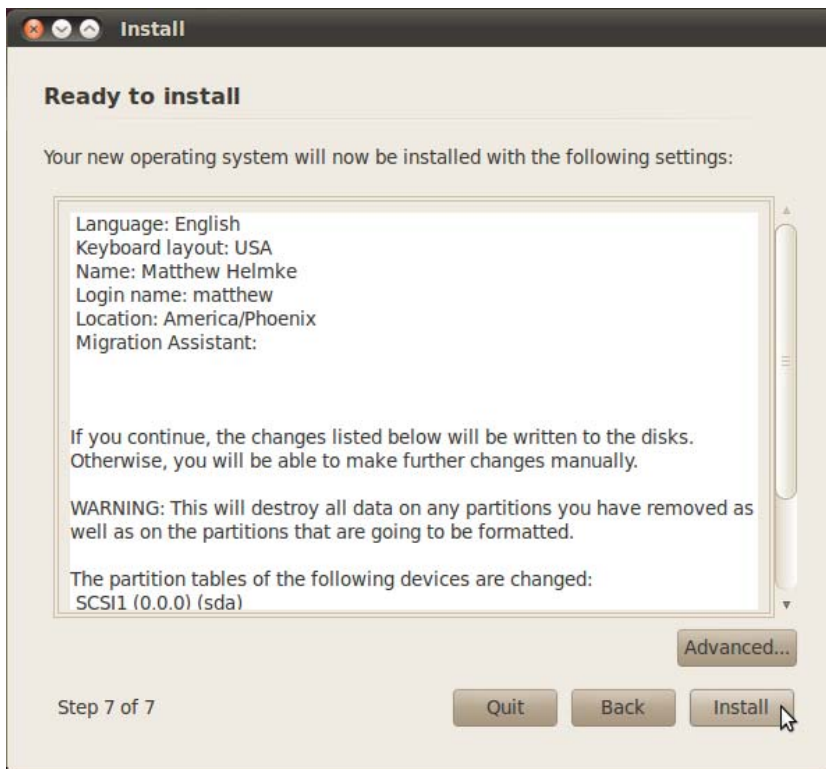 Install
Ready to install
Your new operating system will now be installed with the following settings:
Language: English
Keyboard layout: USA
Name: Matthew Helmke
Login name: matthew
Location: America/Phoenix
Migration Assistant:
If you continue, the changes listed below will be written to the disks.
Otherwise, you will be able to make further changes manually.
WARNING: This will destroy all data on any partitions you have removed as
well as on the partitions that are going to be formatted.
The partition tables of the following devices are changed:
SCSI1 (0.0.0) (sda)
Advanced...
Step 7 of 7
Quit
Back
Install